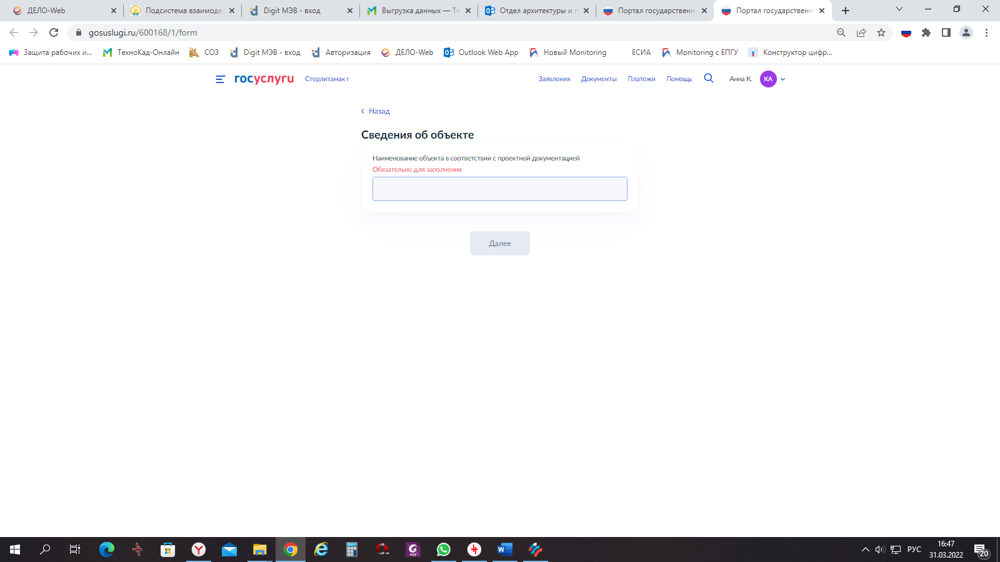 ДЕЛО-Web
Подсистема взаимоде
Digit МЭВ - вход
Выгрузка данных — Те
Отдел архитектуры и г
Портал государственн
Портал государственн
gosuslugi.ru/600168/1/form
Защита рабочих и...
ТехноКад-Онлайн
СОЗ
Digit МЭВ - вход
Авторизация
ДЕЛО-Web
Outlook Web App
Новый Monitoring
ЕСИА
Monitoring с ЕПГУ
Конструктор цифр...
госуслуги
Стерлитамак г
Заявления
Документы
Платежи
Помощь
Анна К.
КА
Назад
Сведения об объекте
Наименование объекта в соответствии с проектной документацией
Обязательно для заполнения
Далее
РУС
16:47
31.03.2022
20